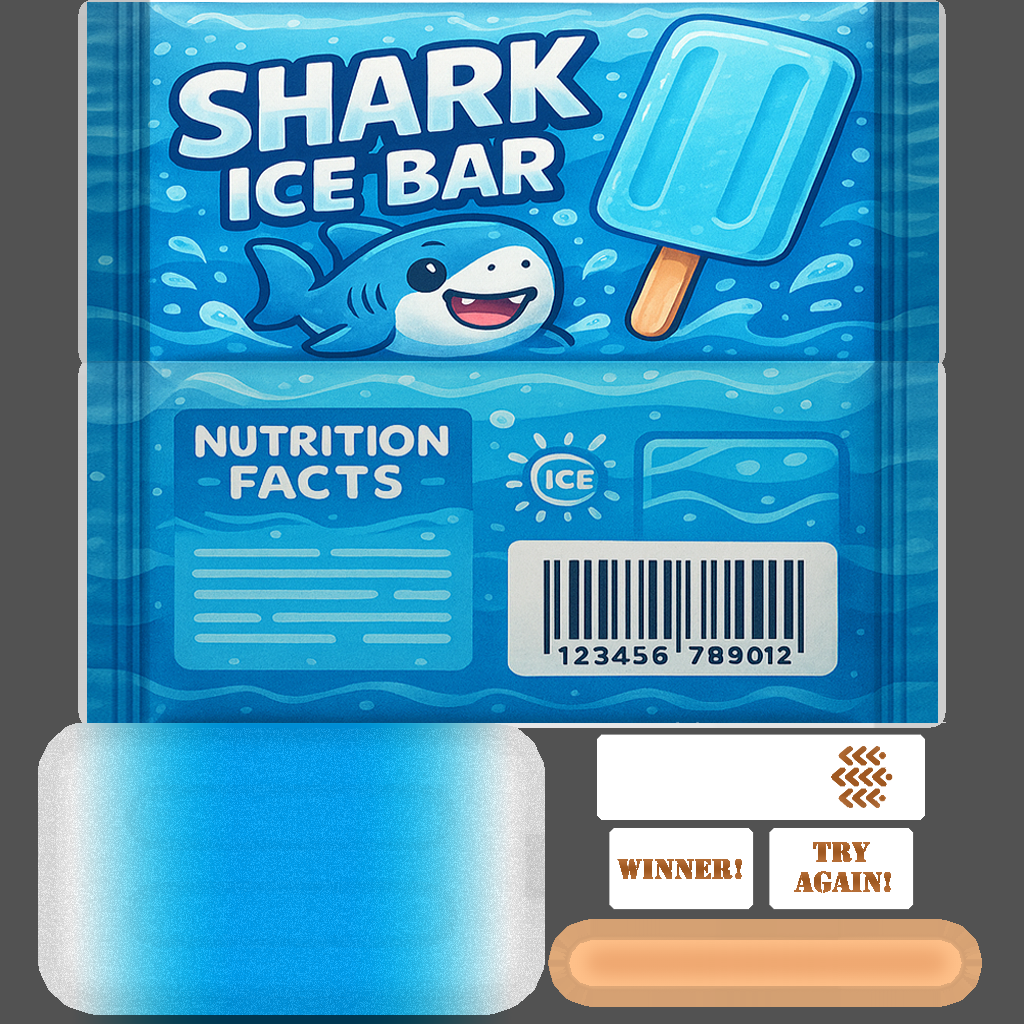 SHARK
ICE BAR
NUTRITION
FACTS
ICE
123456 789012
WINNER!
TRY
AGAIN!